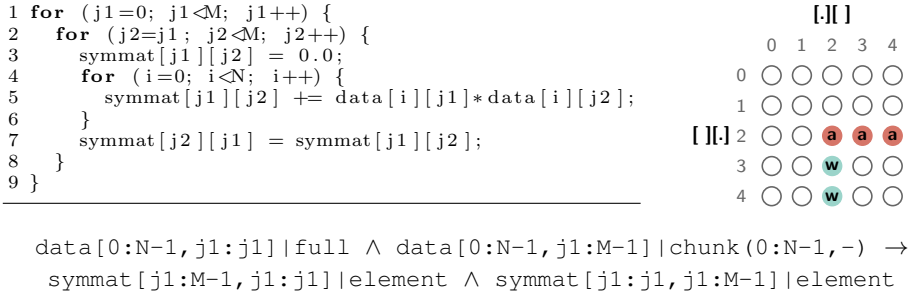 1 for (j1=0; j1<M; j1++) {
2 for (j2=j1; j2<M; j2++) {
3 symmat[j1][j2] = 0.0;
4 for (i=0; i<N; i++) {
5 symmat[j1][j2] += data[i][j1]*data[i][j2];
6 }
7 symmat[j2][j1] = symmat[j1][j2];
8 }
9 }
[.][ ]
0 1 2 3 4
0
1
[ ][.] 2 a a a
3 w
4 w
data[0:N-1,j1:j1]|full ∧ data[0:N-1,j1:M-1]|chunk(0:N-1,-) →
symmat[j1:M-1,j1:j1]|element ∧ symmat[j1:j1,j1:M-1]|element